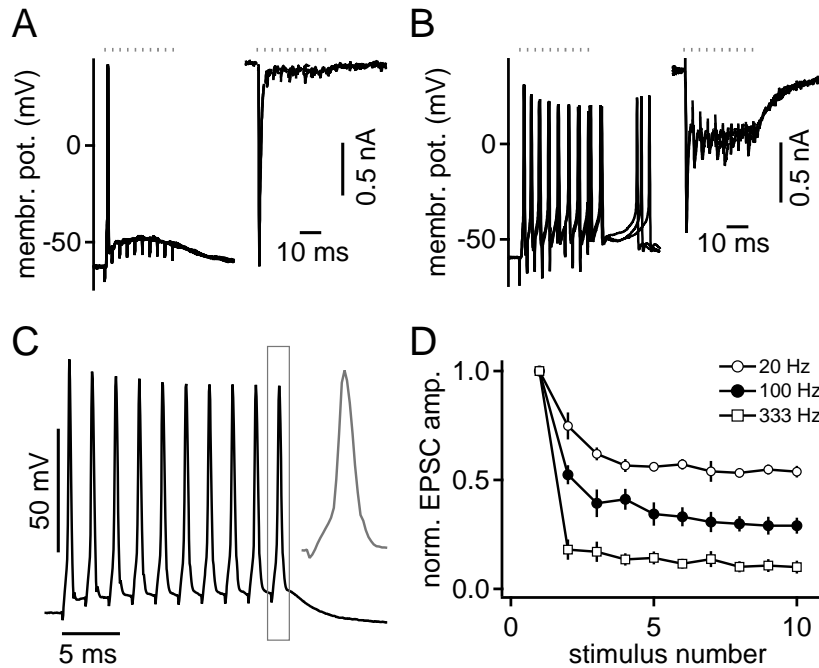 A
B
membr. pot. (mV)
0
-50
0.5 nA
10 ms
membr. pot. (mV)
0
-50
0.5 nA
10 ms
C
50 mV
5 ms
D
norm. EPSC amp.
1.0
0.5
0.0
20 Hz
100 Hz
333 Hz
0
5
10
stimulus number